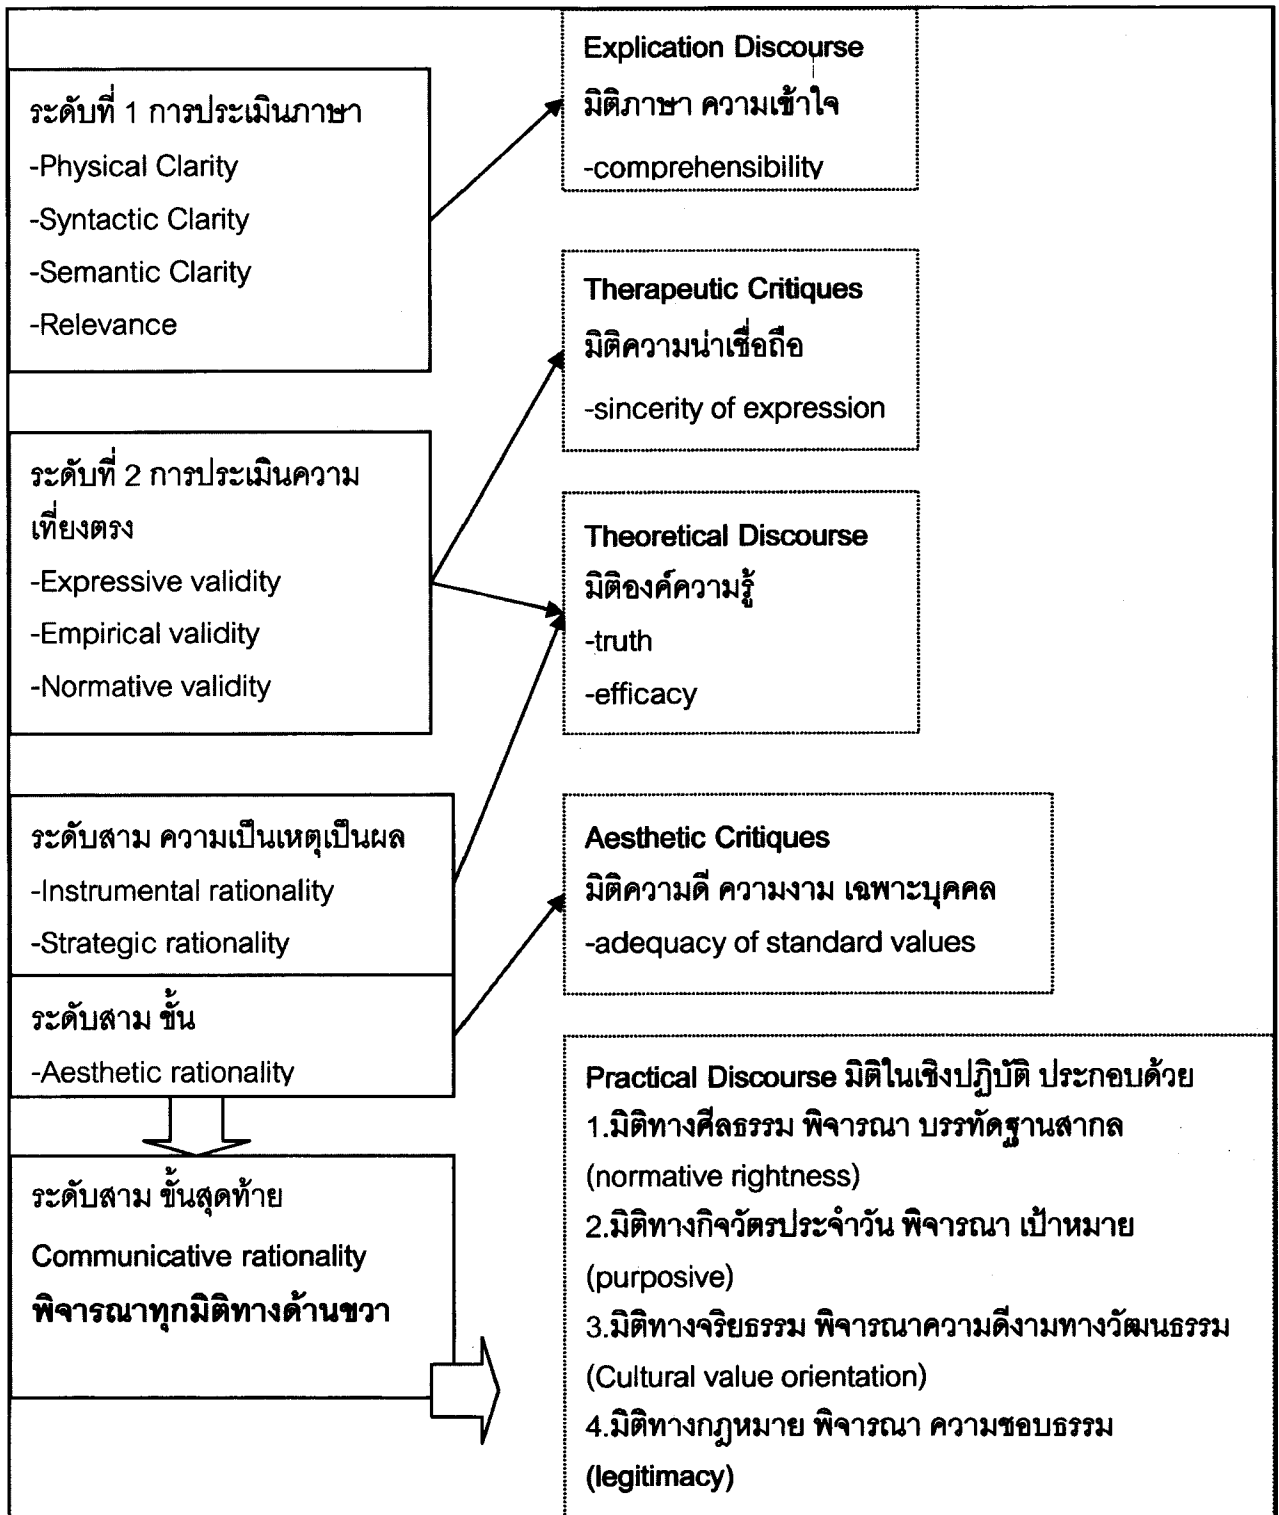 ระดับที่ 1 การประเมินภาษา
-Physical Clarity
-Syntactic Clarity
-Semantic Clarity
-Relevance
Explication Discourse
มิติภาษา ความเข้าใจ
-comprehensibility
Therapeutic Critiques
มิติความน่าเชื่อถือ
-sincerity of expression
ระดับที่ 2 การประเมินความ
เที่ยงตรง
-Expressive validity
-Empirical validity
-Normative validity
Theoretical Discourse
มิติองค์ความรู้
-truth
-efficacy
ระดับสาม ความเป็นเหตุเป็นผล
-Instrumental rationality
-Strategic rationality
ระดับสาม ขั้น
-Aesthetic rationality
Aesthetic Critiques
มิติความดี ความงาม เฉพาะบุคคล
-adequacy of standard values
ระดับสาม ขั้นสุดท้าย
Communicative rationality
พิจารณาทุกมิติทางด้านขวา
Practical Discourse มิติในเชิงปฏิบัติ ประกอบด้วย
1.มิติทางศีลธรรม พิจารณา บรรทัดฐานสากล
(normative rightness)
2.มิติทางกิจวัตรประจำวัน พิจารณา เป้าหมาย
(purposive)
3.มิติทางจริยธรรม พิจารณาความดีงามทางวัฒนธรรม
(Cultural value orientation)
4.มิติทางกฎหมาย พิจารณา ความชอบธรรม
(legitimacy)